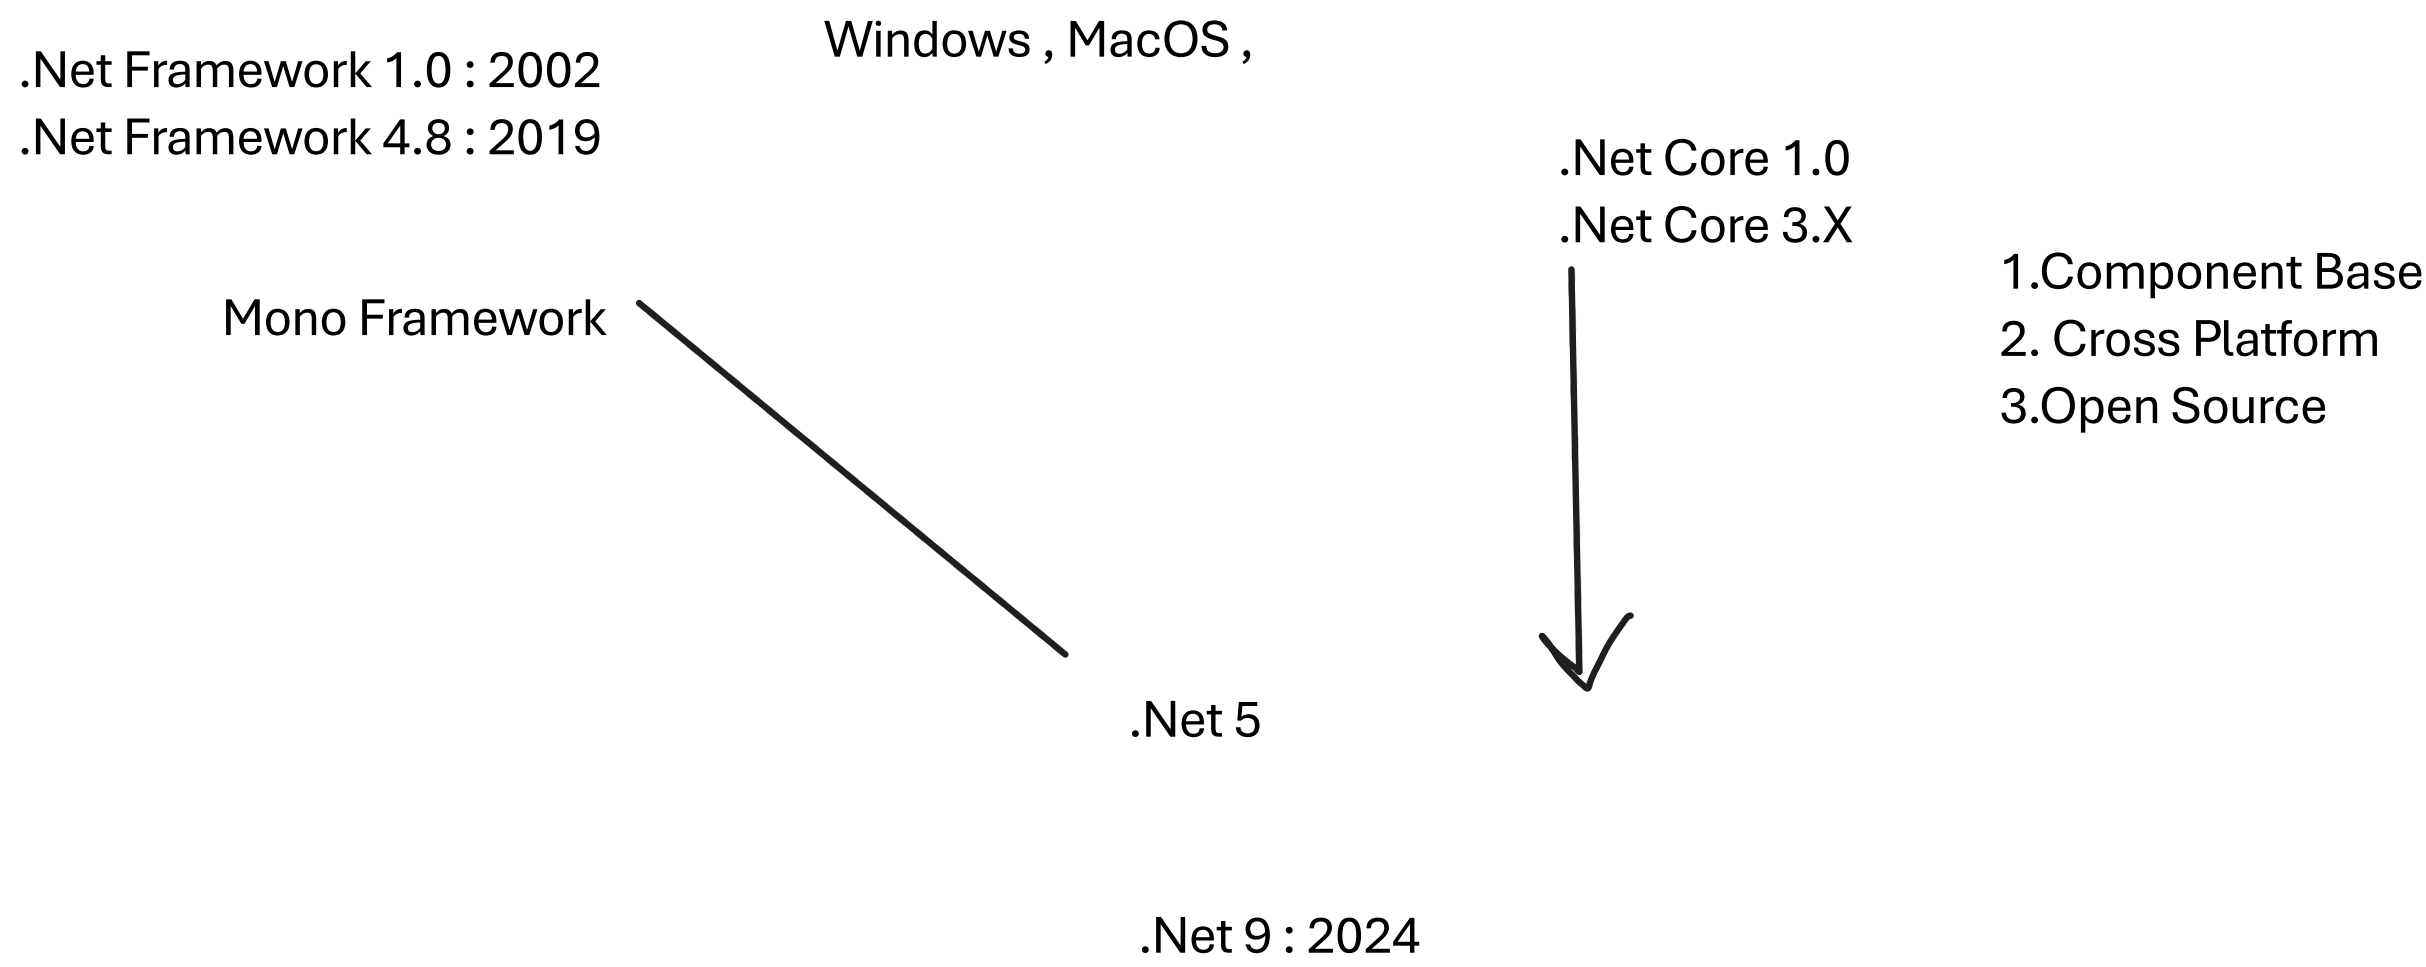 Windows , MacOS ,
.Net Framework 1.0 : 2002
.Net Framework 4.8 : 2019
.Net Core 1.0
.Net Core 3.X
1.Component Base
2. Cross Platform
3.Open Source
Mono Framework
.Net 5
.Net 9 : 2024